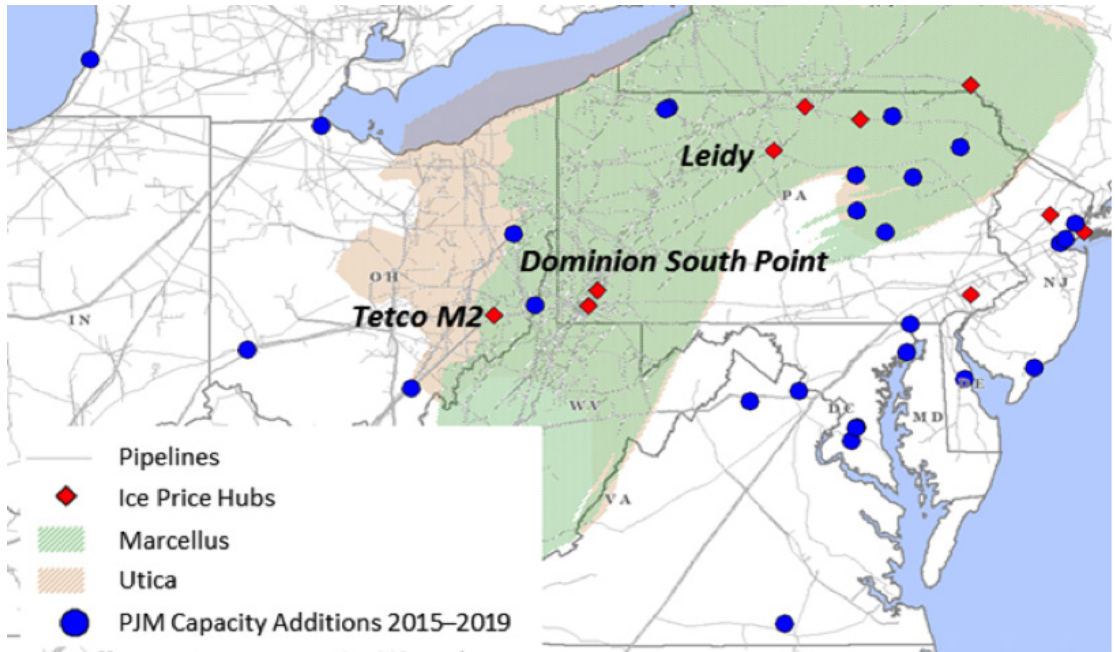 Leidy
PA
Dominion South Point
OH
NJ
Tetco M2
IN
DE
WV
DC
MD
VA
Pipelines
Ice Price Hubs
Marcellus
Utica
PJM Capacity Additions 2015–2019